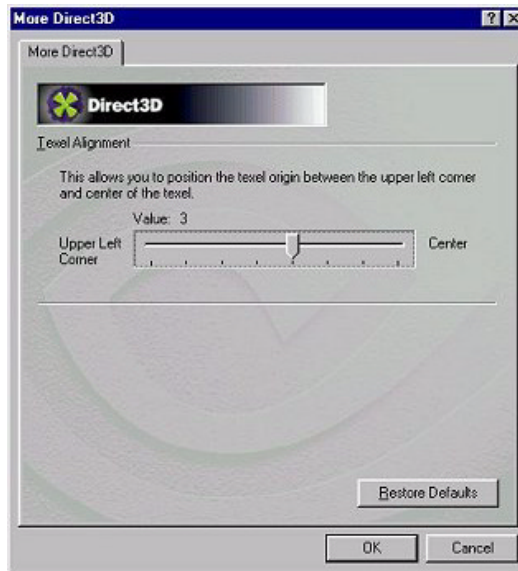 More Direct3D
More Direct3D
Direct3D
Texel Alignment
This allows you to position the texel origin between the upper left corner
and center of the texel.
Value: 3
Upper Left
Corner
Center
Restore Defaults
OK
Cancel